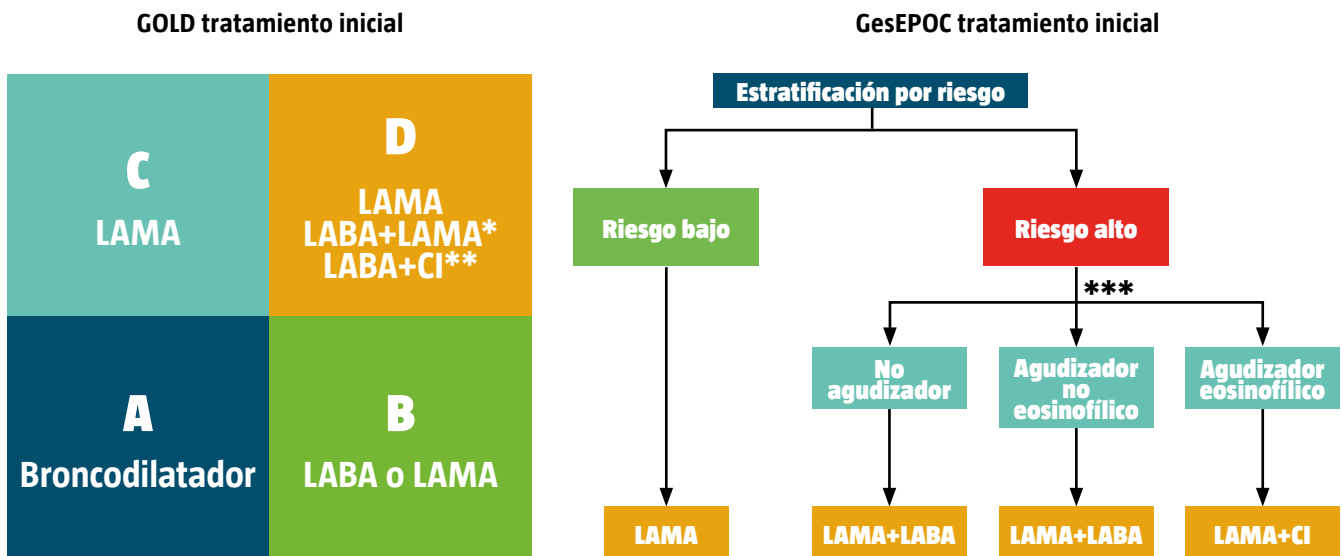 GOLD tratamiento inicial
C
LAMA
D
LAMA
LABA+LAMA*
LABA+CI**
A
Broncodilatador
B
LABA o LAMA
GesEPOC tratamiento inicial
Estratificación por riesgo
Riesgo bajo
Riesgo alto
***
No
agudizador
Agudizador
no
eosinofílico
Agudizador
eosinofílico
LAMA
LAMA+LABA
LAMA+LABA
LAMA+CI